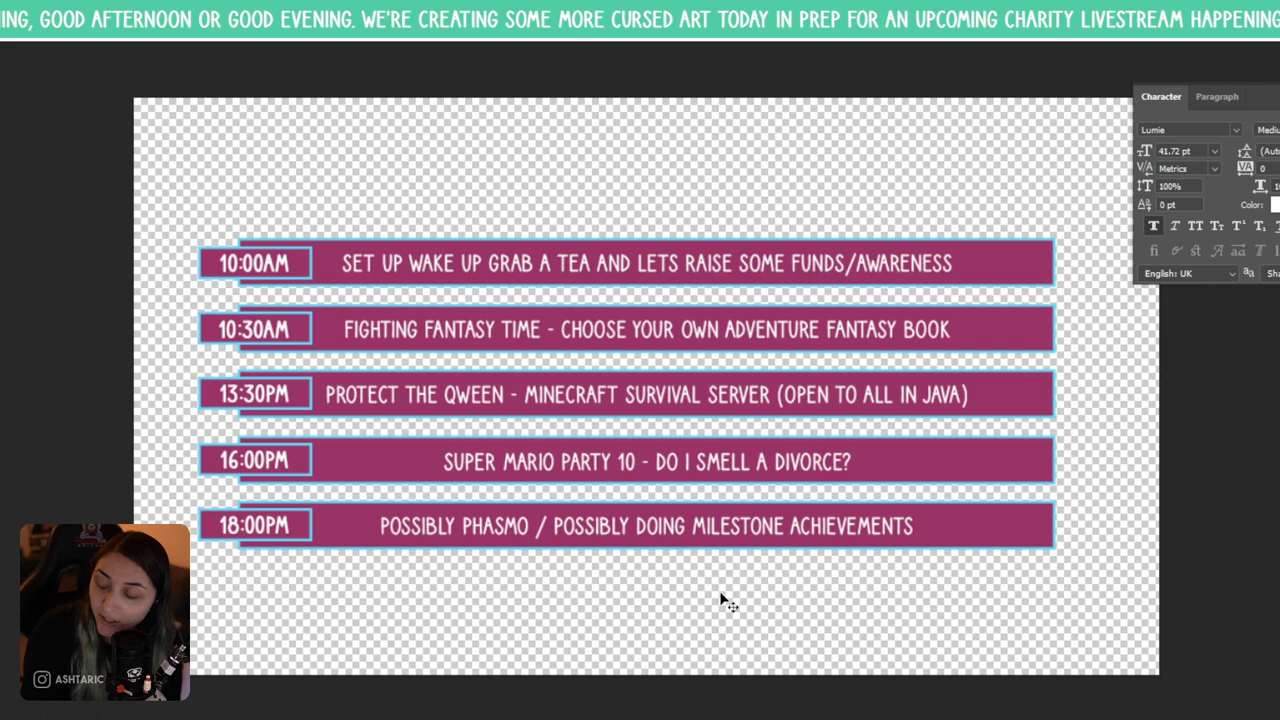 ING, GOOD AFTERNOON OR GOOD EVENING. WE'RE CREATING SOME MORE CURSED ART TODAY IN PREP FOR AN UPCOMING CHARITY LIVESTREAM HAPPENING
Character Paragraph
Lumie
41.72 pt (Auto
Metrics 0
100%
0 pt Color:
English: UK
10:00AM SET UP WAKE UP GRAB A TEA AND LETS RAISE SOME FUNDS/AWARENESS
10:30AM FIGHTING FANTASY TIME - CHOOSE YOUR OWN ADVENTURE FANTASY BOOK
13:30PM PROTECT THE QWEEN - MINECRAFT SURVIVAL SERVER (OPEN TO ALL IN JAVA)
16:00PM SUPER MARIO PARTY 10 - DO I SMELL A DIVORCE?
18:00PM POSSIBLY PHASMO / POSSIBLY DOING MILESTONE ACHIEVEMENTS
ASHTARIC